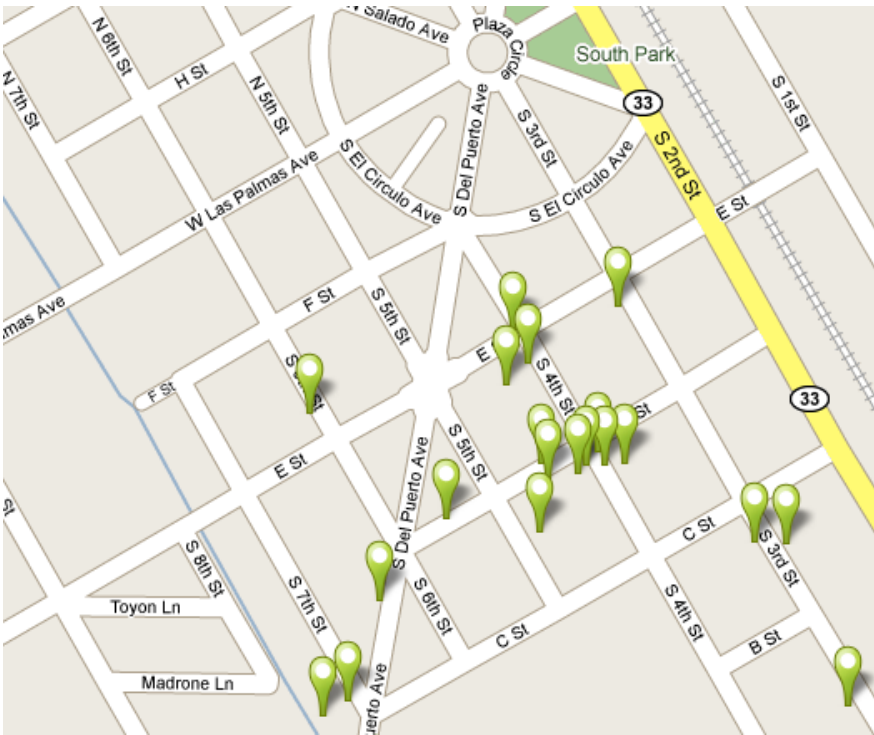 N Salado Ave
Plaza Circle
South Park
N 6th St
H St
N 5th St
N 7th St
33
S 1st St
S 3rd St
S Del Puerto Ave
S 2nd St
S El Circulo Ave
W Las Palmas Ave
S El Circulo Ave
E St
F St
S 5th St
mas Ave
E
S 4th St
F St
St
33
S 5th St
E St
S Del Puerto Ave
C St
St
S 3rd St
S 8th St
S 7th St
S 6th St
S 4th St
Toyon Ln
C St
B St
Madrone Ln
uerto Ave